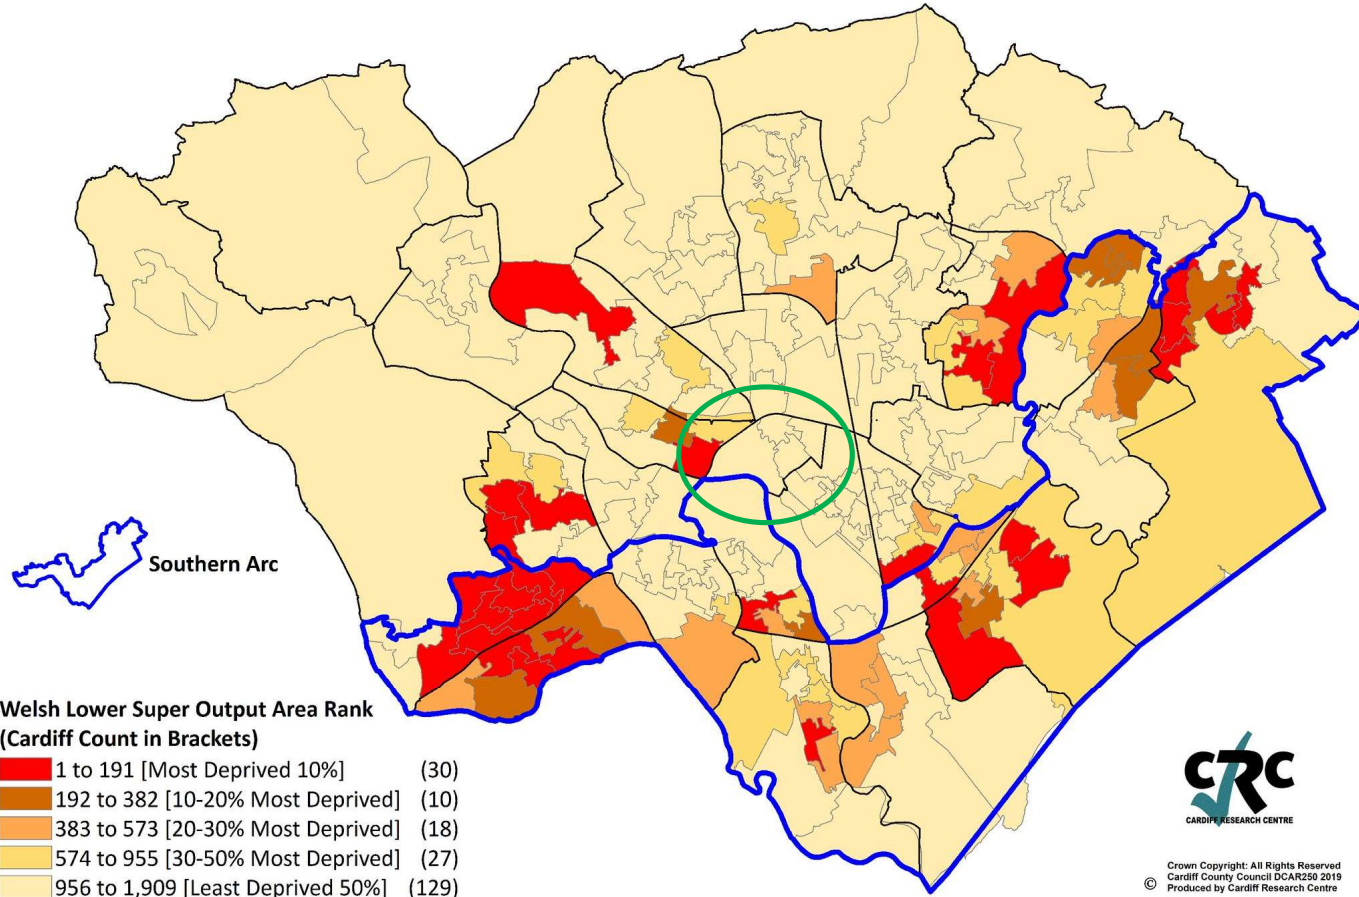 Southern Arc
Welsh Lower Super Output Area Rank
(Cardiff Count in Brackets)
1 to 191 [Most Deprived 10%] (30)
192 to 382 [10-20% Most Deprived] (10)
383 to 573 [20-30% Most Deprived] (18)
574 to 955 [30-50% Most Deprived] (27)
956 to 1,909 [Least Deprived 50%] (129)
CRC
CARDIFF RESEARCH CENTRE
Crown Copyright: All Rights Reserved
Cardiff County Council DCAR250 2019
© Produced by Cardiff Research Centre